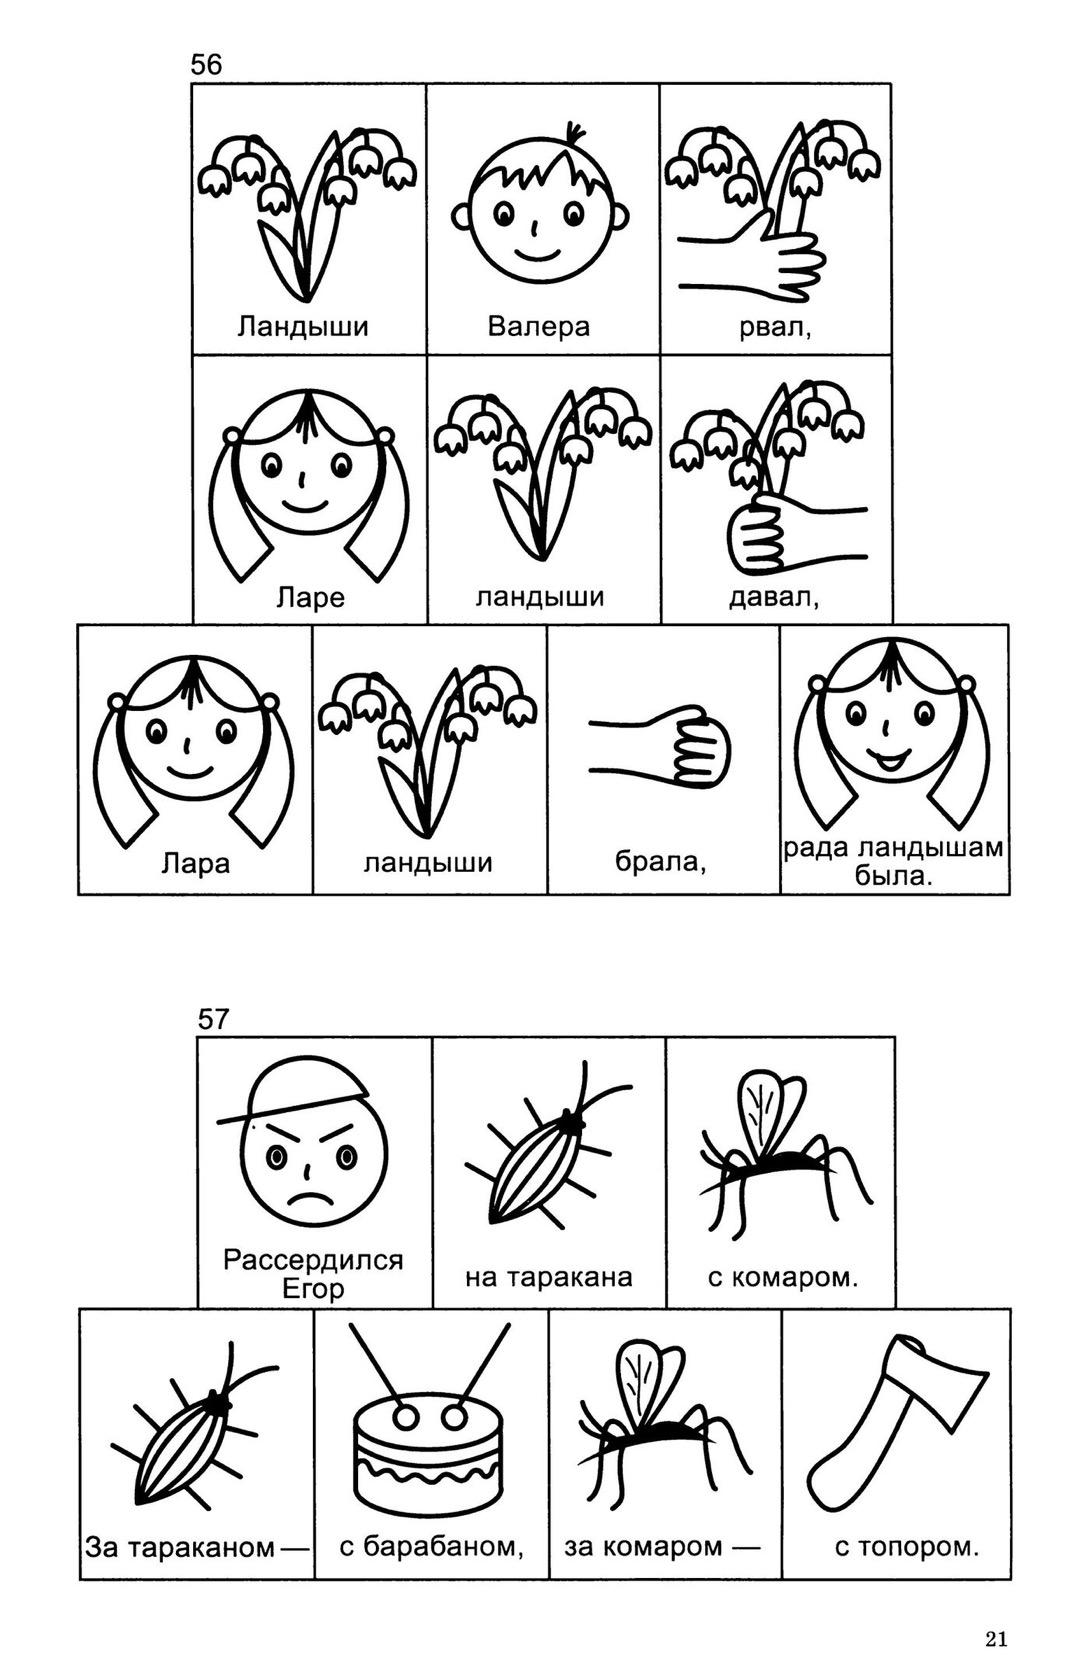 56
Ландыши Валера рвал,
Ларе ландыши давал,
Лара ландыши брала, рада ландышам
была.
57
Рассердился
Егор
на таракана с комаром.
За тараканом — с барабаном, за комаром — с топором.
21